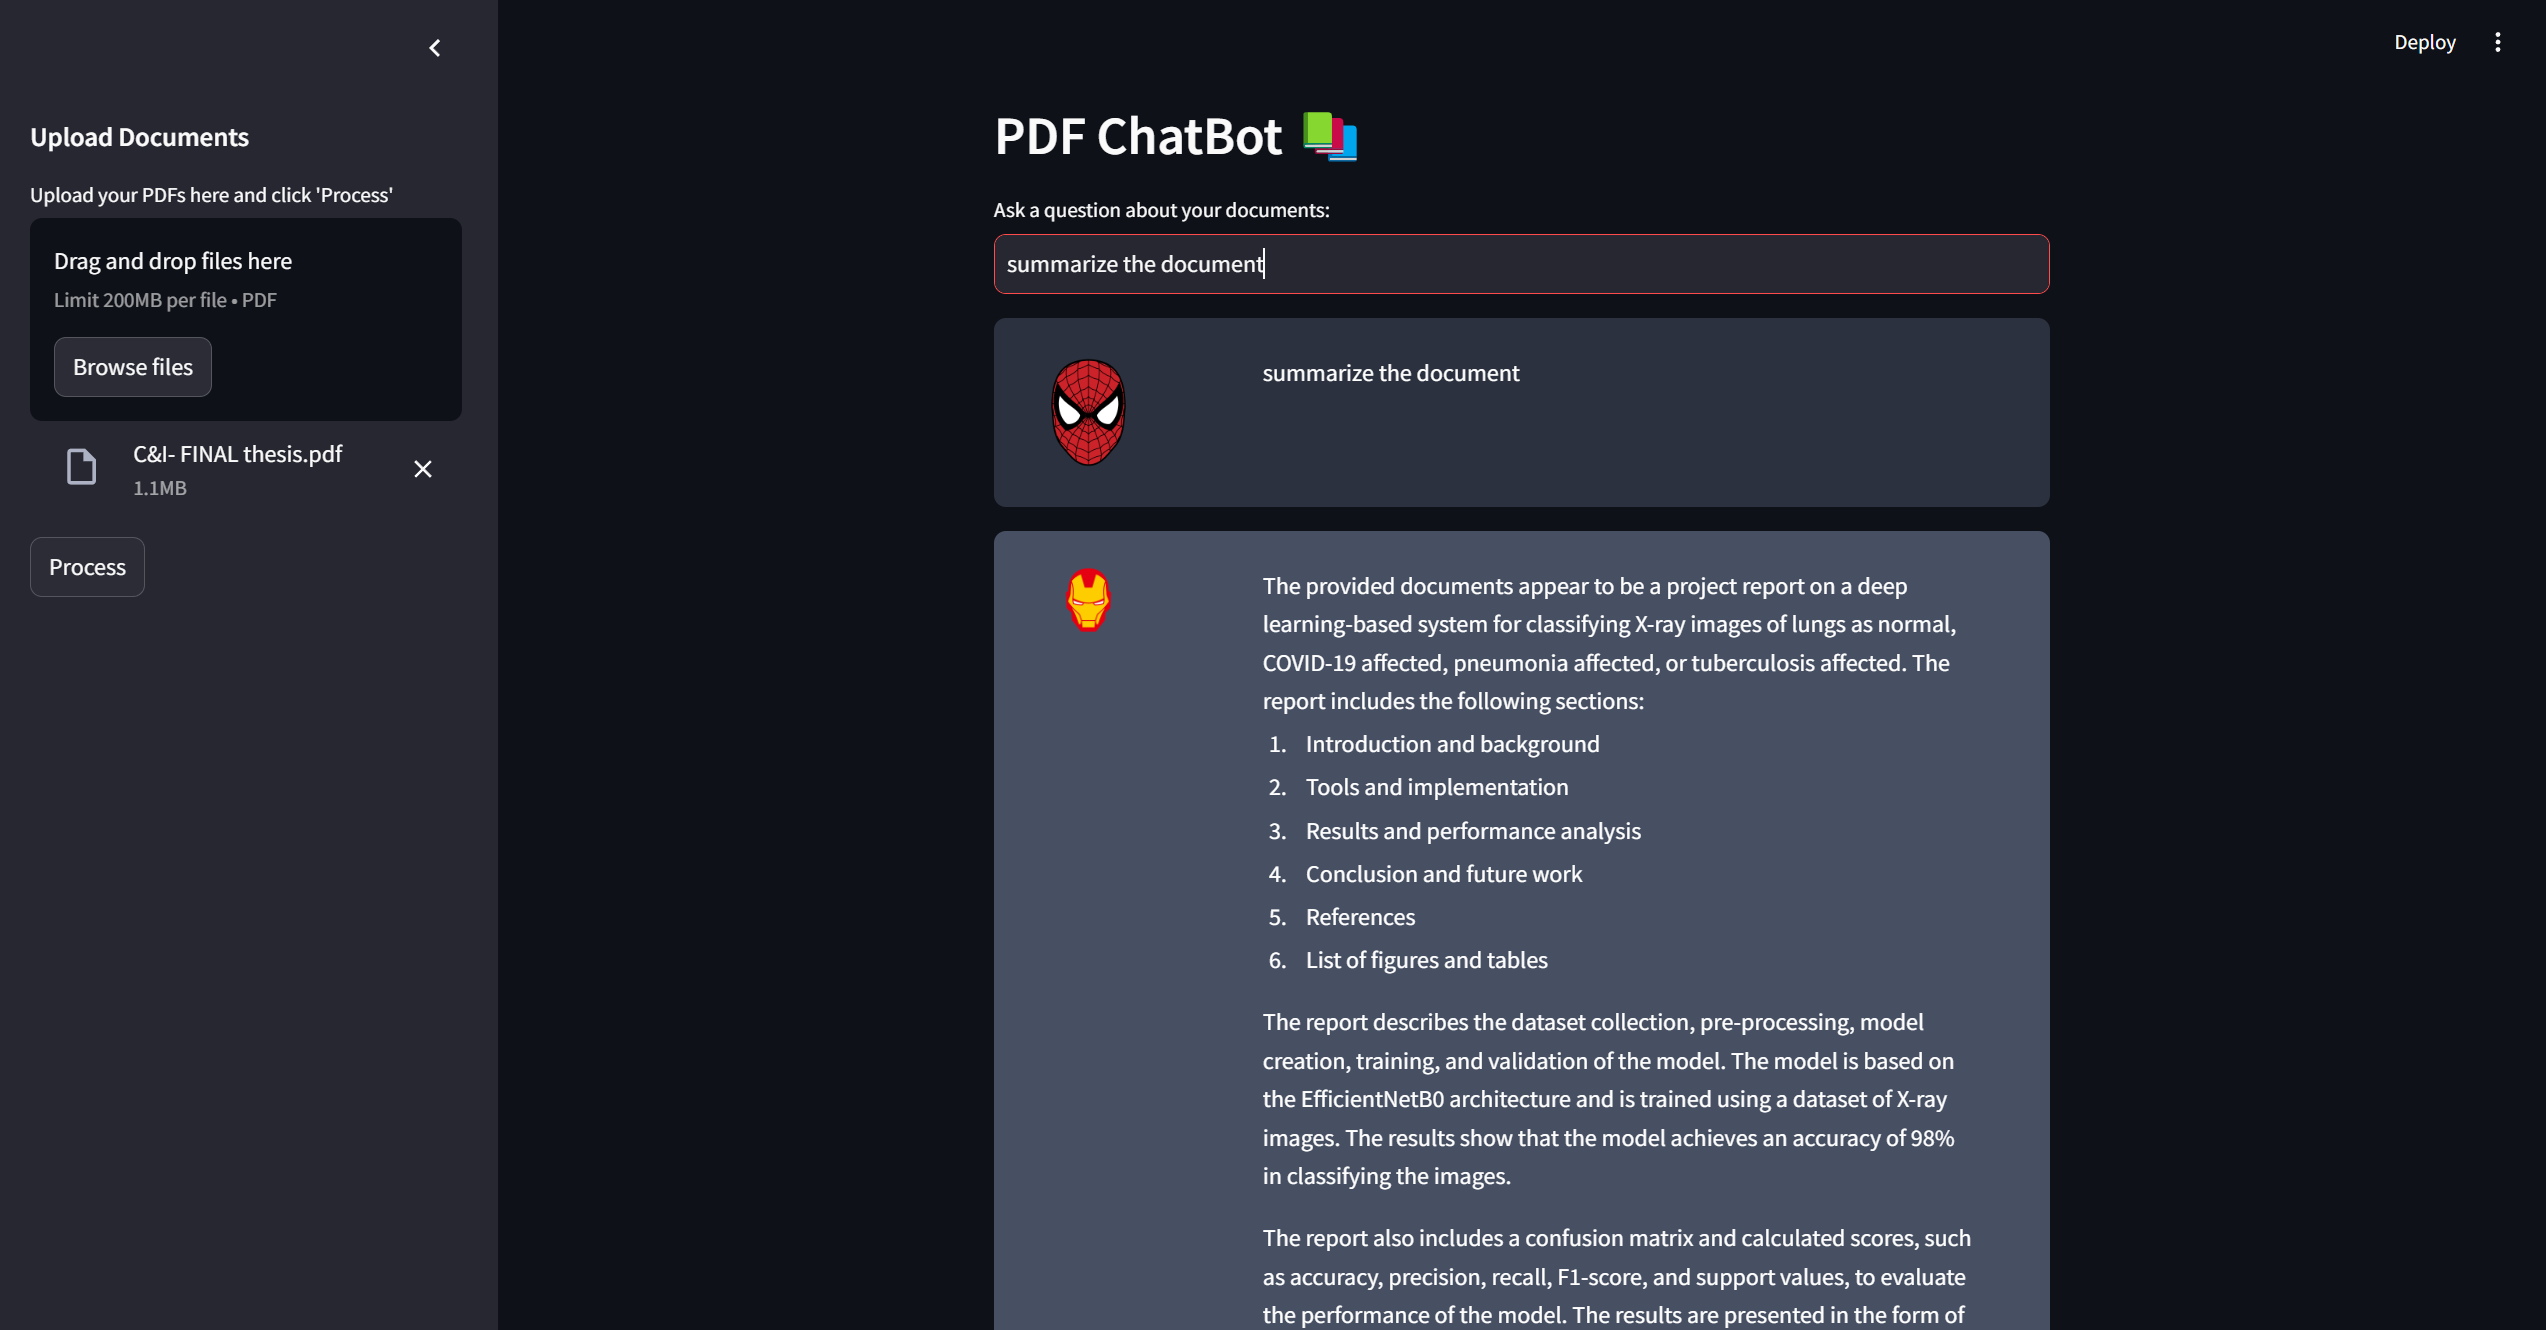 Upload Documents
Upload your PDFs here and click 'Process'
Drag and drop files here
Limit 200MB per file • PDF
Browse files
C&I- FINAL thesis.pdf
1.1MB
Process
Deploy
PDF ChatBot
Ask a question about your documents:
summarize the document
summarize the document
The provided documents appear to be a project report on a deep
learning-based system for classifying X-ray images of lungs as normal,
COVID-19 affected, pneumonia affected, or tuberculosis affected. The
report includes the following sections:
1. Introduction and background
2. Tools and implementation
3. Results and performance analysis
4. Conclusion and future work
5. References
6. List of figures and tables
The report describes the dataset collection, pre-processing, model
creation, training, and validation of the model. The model is based on
the EfficientNetB0 architecture and is trained using a dataset of X-ray
images. The results show that the model achieves an accuracy of 98%
in classifying the images.
The report also includes a confusion matrix and calculated scores, such
as accuracy, precision, recall, F1-score, and support values, to evaluate
the performance of the model. The results are presented in the form of